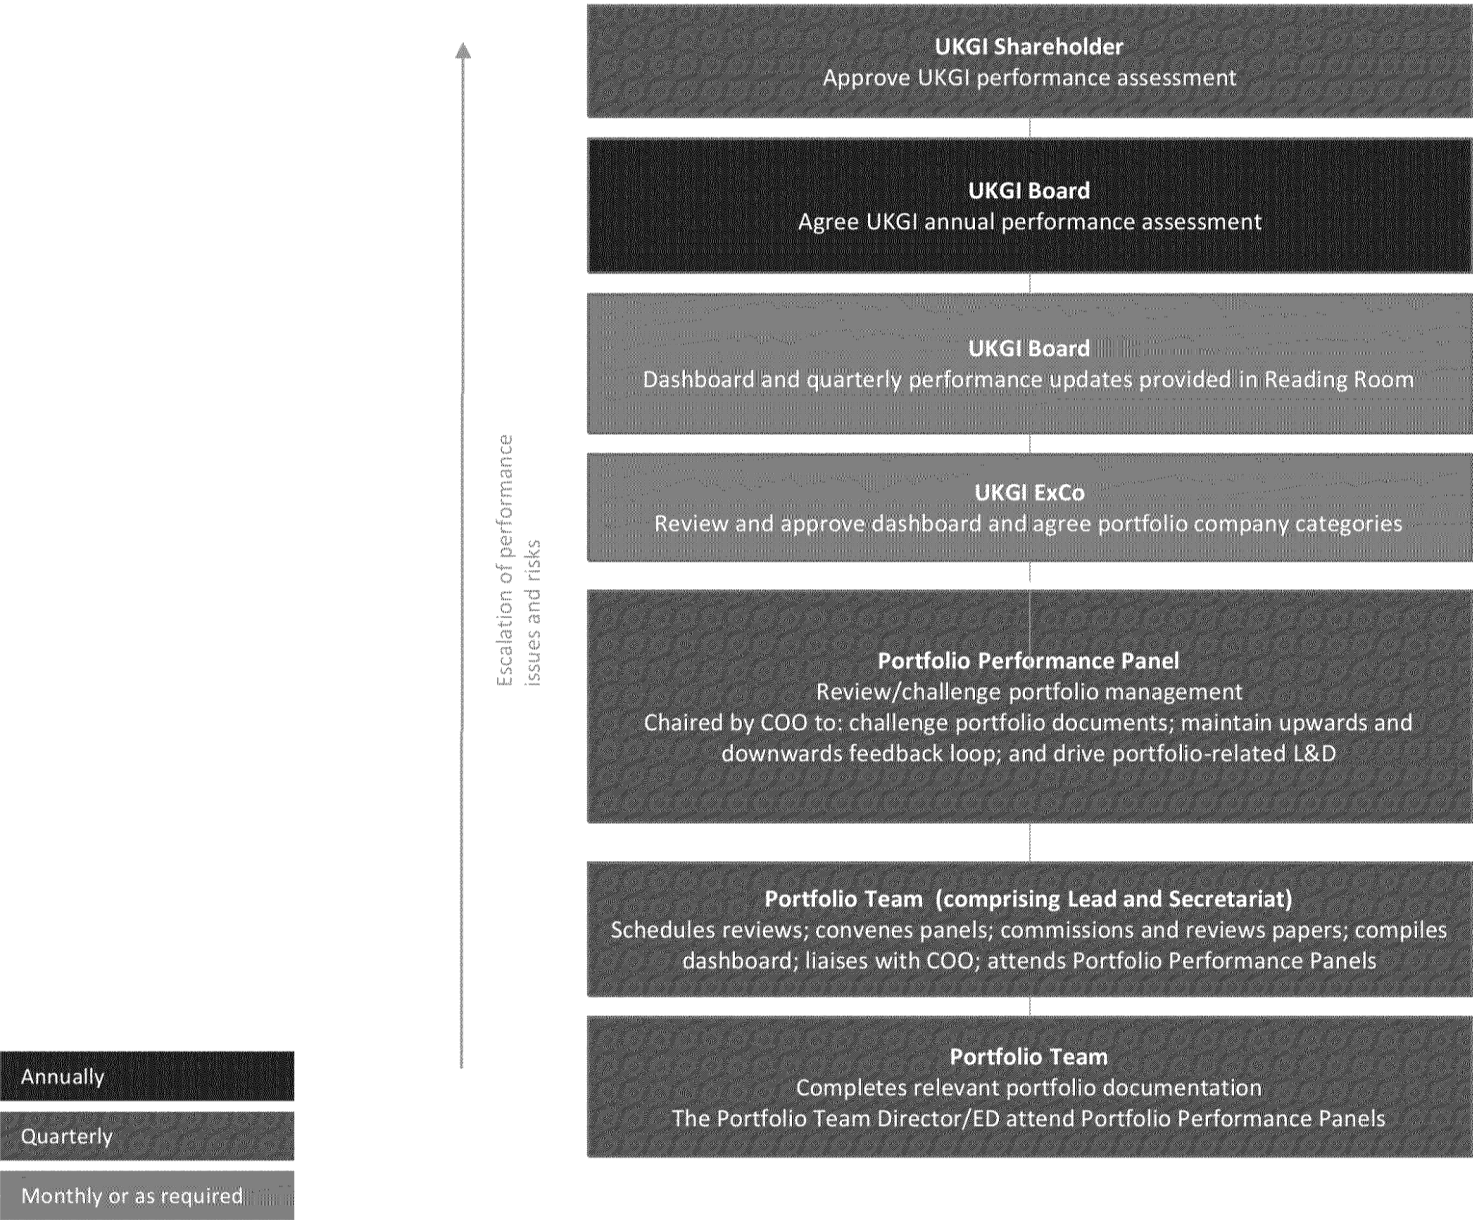 UKGI Shareholder
Approve UKGI performance assessment
UKGI Board
Agree UKGI annual performance assessment
UKGI Board
Dashboard and quarterly performance updates provided in Reading Room
UKGI ExCo
Review and approve dashboard and agree portfolio company categories
Escalation of performance
issues and risks
Portfolio Performance Panel
Review/challenge portfolio management
Chaired by COO to: challenge portfolio documents; maintain upwards and
downwards feedback loop; and drive portfolio-related L&D
Portfolio Team (comprising Lead and Secretariat)
Schedules reviews; convenes panels; commissions and reviews papers; compiles
dashboard; liaises with COO; attends Portfolio Performance Panels
Portfolio Team
Completes relevant portfolio documentation
The Portfolio Team Director/ED attend Portfolio Performance Panels
Annually
Quarterly
Monthly or as required